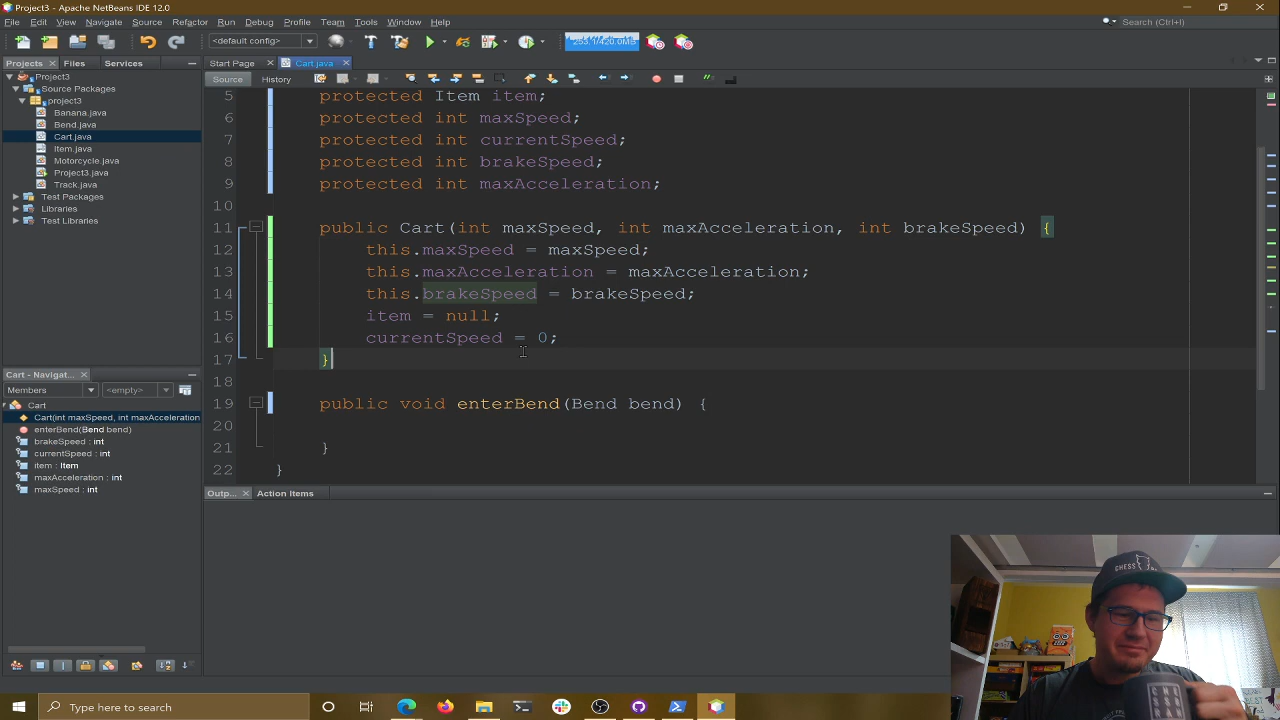 Project3 - Apache NetBeans IDE 12.0
File Edit View Navigate Source Refactor Run Debug Profile Team Tools Window Help
Search (Ctrl+I)
<default config>
253.1/420.0MB
Projects Files Services
Start Page Cart.java
Source History
Project3
Source Packages
project3
Banana.java
Bend.java
Cart.java
Item.java
Motorcycle.java
Project3.java
Track.java
Test Packages
Libraries
Test Libraries
5 protected Item item;
6 protected int maxSpeed;
7 protected int currentSpeed;
8 protected int brakeSpeed;
9 protected int maxAcceleration;
10
11 public Cart(int maxSpeed, int maxAcceleration, int brakeSpeed) {
12 this.maxSpeed = maxSpeed;
13 this.maxAcceleration = maxAcceleration;
14 this.brakeSpeed = brakeSpeed;
15 item = null;
16 currentSpeed = 0;
17 }
18
19 public void enterBend(Bend bend) {
20
21 }
22 }
Cart - Navigat...
Members <empty>
Cart
Cart(int maxSpeed, int maxAcceleration
enterBend(Bend bend)
brakeSpeed : int
currentSpeed : int
item : Item
maxAcceleration : int
maxSpeed : int
Outp... Action Items
CHESS
Type here to search